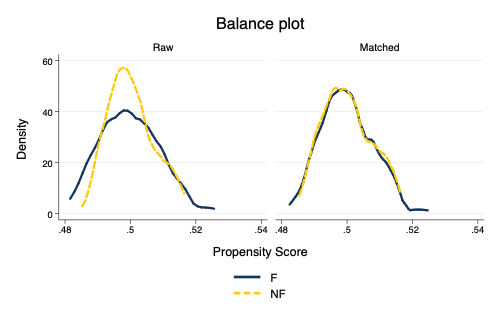 Balance plot
Raw Matched
Density
60
40
20
0
.48 .5 .52 .54 .48 .5 .52 .54
Propensity Score
F
NF